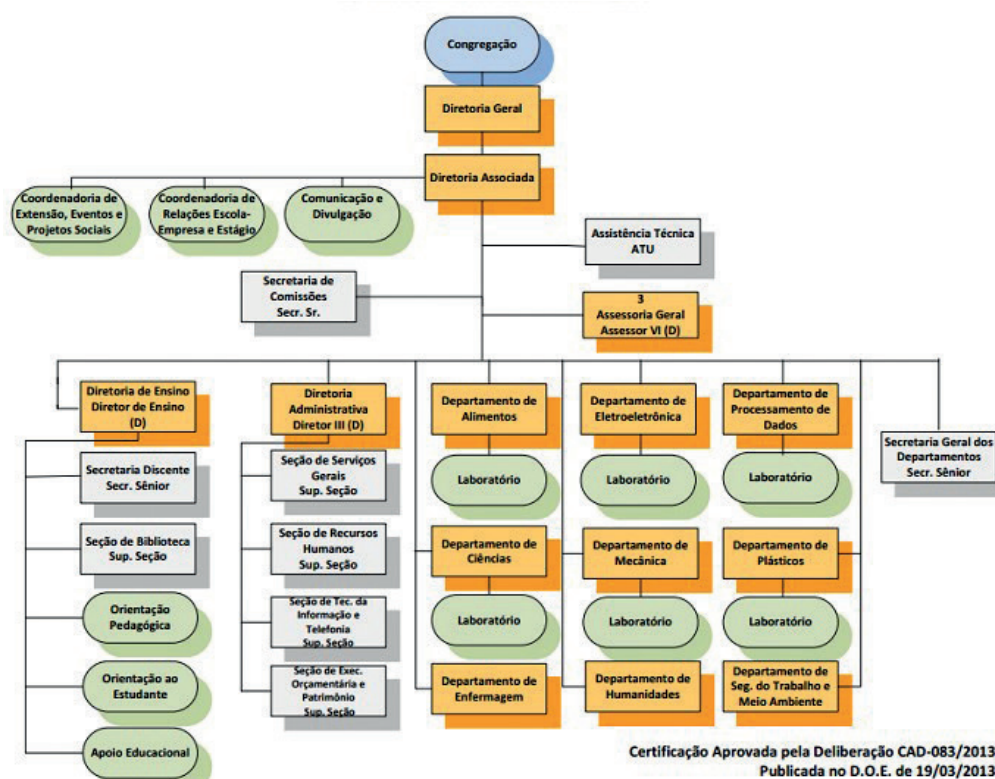 Congregação
Diretoria Geral
Diretoria Associada
Coordenadoria de
Extensão, Eventos e
Projetos Sociais
Coordenadoria de
Relações Escola-
Empresa e Estágio
Comunicação e
Divulgação
Assistência Técnica
ATU
Secretaria de
Comissões
Secr. Sr.
3
Assessoria Geral
Assessor VI (D)
Diretoria de Ensino
Diretor de Ensino
(D)
Diretoria
Administrativa
Diretor III (D)
Departamento de
Alimentos
Departamento de
Eletroeletrônica
Departamento de
Processamento de
Dados
Secretaria Geral dos
Departamentos
Secr. Sênior
Secretaria Discente
Secr. Sênior
Seção de Serviços
Gerais
Sup. Seção
Laboratório
Laboratório
Laboratório
Seção de Biblioteca
Sup. Seção
Seção de Recursos
Humanos
Sup. Seção
Departamento de
Ciências
Departamento de
Mecânica
Departamento de
Plásticos
Orientação
Pedagógica
Seção de Tec. da
Informação e
Telefonia
Sup. Seção
Laboratório
Laboratório
Laboratório
Orientação ao
Estudante
Seção de Exec.
Orçamentária e
Patrimônio
Sup. Seção
Departamento de
Enfermagem
Departamento de
Humanidades
Departamento de
Seg. do Trabalho e
Meio Ambiente
Apoio Educacional
Certificação Aprovada pela Deliberação CAD-083/2013
Publicada no D.O.E. de 19/03/2013